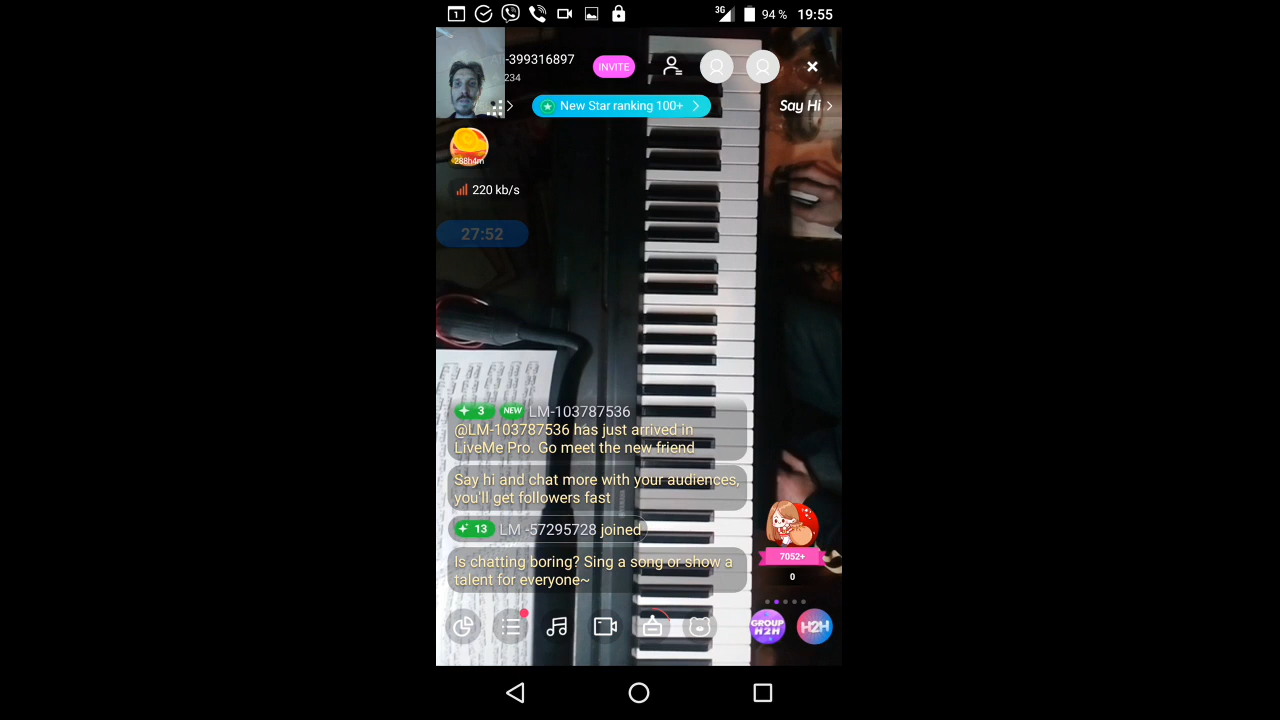 1
3G
94 %
19:55
-399316897
INVITE
234
New Star ranking 100+
Say Hi
288h4m
220 kb/s
27:52
3 NEW LM-103787536
@LM-103787536 has just arrived in
LiveMe Pro. Go meet the new friend
Say hi and chat more with your audiences,
you'll get followers fast
13 LM -57295728 joined
Is chatting boring? Sing a song or show a
talent for everyone~
7052+
0
GROUP
H2H
H2H